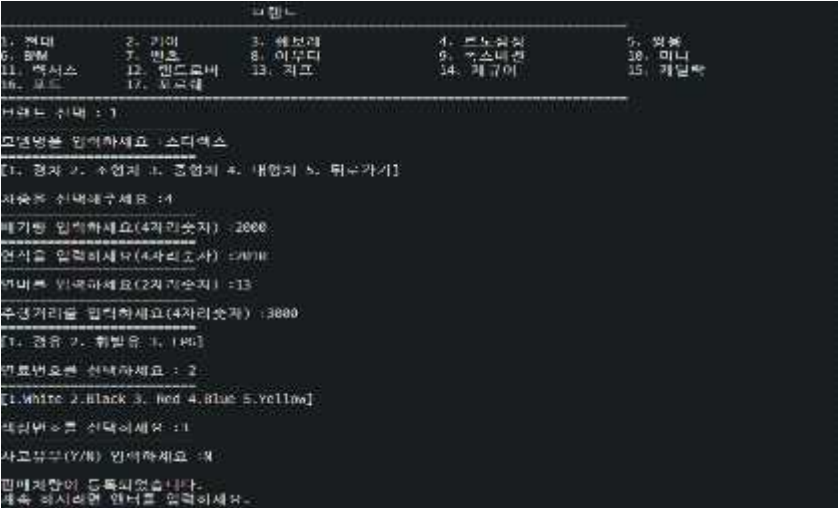 브랜드
1. 현대 2. 기아 3. 쉐보레 4. 르노삼성 5. 쌍용
6. BMW 7. 벤츠 8. 아우디 9. 폭스바겐 10. 미니
11. 렉서스 12. 랜드로버 13. 지프 14. 재규어 15. 캐딜락
16. 포드 17. 포르쉐
브랜드 선택 : 1
모델명을 입력하세요 :스타렉스
[1. 경차 2. 소형차 3. 중형차 4. 대형차 5. 뒤로가기]
차종을 선택해주세요 :4
배기량 입력하세요(4자리숫자) :2000
연식을 입력하세요(4자리숫자)
연비를 입력하세요(2자리숫자) :13
주행거리를 입력하세요(4자리숫자) :3000
[1. 경유 2. 휘발유 3. LPG]
연료번호를 선택하세요 : 2
[1.White 2.Black 3. Red 4.Blue 5.Yellow]
색상번호를 선택하세요
사고유무(Y/N) 입력하세요 :N
판매차량이 등록되었습니다.
계속 하시려면 엔터를 입력하세요.